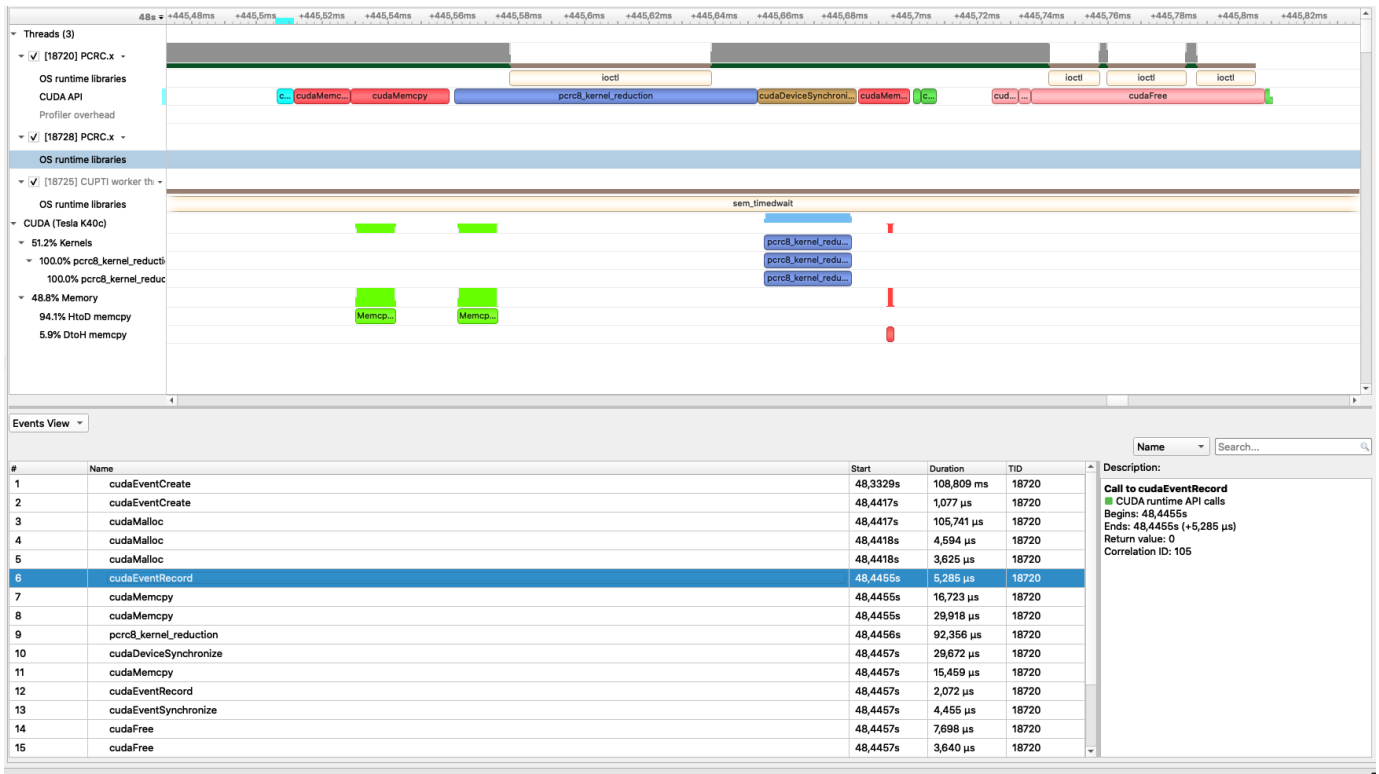 48s +445,48ms +445,5ms +445,52ms +445,54ms +445,56ms +445,58ms +445,6ms +445,62ms +445,64ms +445,66ms +445,68ms +445,7ms +445,72ms +445,74ms +445,76ms +445,78ms +445,8ms +445,82ms
Threads (3)
[18720] PCRC.x
OS runtime libraries ioctl ioctl ioctl ioctl
CUDA API c... cudaMemc... cudaMemcpy pcrc8_kernel_reduction cudaDeviceSynchroni... cudaMem... c... cud... ... cudaFree
Profiler overhead
[18728] PCRC.x
OS runtime libraries
[18725] CUPTI worker thr
OS runtime libraries sem_timedwait
CUDA (Tesla K40c)
51.2% Kernels pcrc8_kernel_redu...
100.0% pcrc8_kernel_reducti pcrc8_kernel_redu...
100.0% pcrc8_kernel_reduc pcrc8_kernel_redu...
48.8% Memory
94.1% HtoD memcpy Memcp... Memcp...
5.9% DtoH memcpy
Events View
Name Search...
# Name Start Duration TID
1 cudaEventCreate 48,3329s 108,809 ms 18720
2 cudaEventCreate 48,4417s 1,077 µs 18720
3 cudaMalloc 48,4417s 105,741 µs 18720
4 cudaMalloc 48,4418s 4,594 µs 18720
5 cudaMalloc 48,4418s 3,625 µs 18720
6 cudaEventRecord 48,4455s 5,285 µs 18720
7 cudaMemcpy 48,4455s 16,723 µs 18720
8 cudaMemcpy 48,4455s 29,918 µs 18720
9 pcrc8_kernel_reduction 48,4456s 92,356 µs 18720
10 cudaDeviceSynchronize 48,4457s 29,672 µs 18720
11 cudaMemcpy 48,4457s 15,459 µs 18720
12 cudaEventRecord 48,4457s 2,072 µs 18720
13 cudaEventSynchronize 48,4457s 4,455 µs 18720
14 cudaFree 48,4457s 7,698 µs 18720
15 cudaFree 48,4457s 3,640 µs 18720
Description:
Call to cudaEventRecord
CUDA runtime API calls
Begins: 48,4455s
Ends: 48,4455s (+5,285 µs)
Return value: 0
Correlation ID: 105